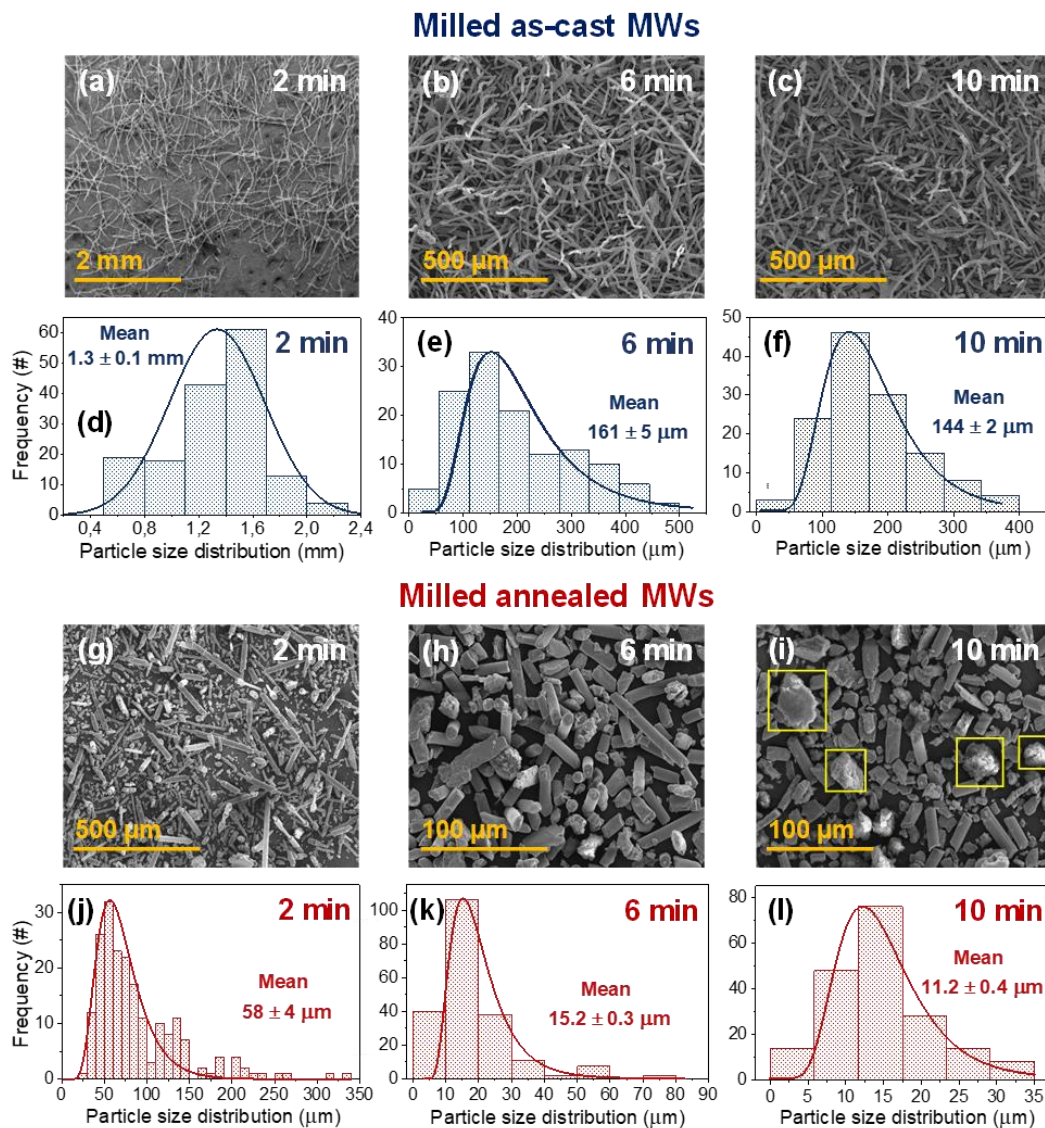 Milled as-cast MWs
(a) 2 min
2 mm
(b) 6 min
500 µm
(c) 10 min
500 µm
Frequency (#)
60
50
40
30
20
10
0
Mean
1.3 ± 0.1 mm
2 min
(d)
0,4 0,8 1,2 1,6 2,0 2,4
Particle size distribution (mm)
40
30
20
10
0
(e)
6 min
Mean
161 ± 5 µm
100 200 300 400 500
Particle size distribution (µm)
50
40
30
20
10
0
(f)
10 min
Mean
144 ± 2 µm
0 100 200 300 400
Particle size distribution (µm)
Milled annealed MWs
(g) 2 min
500 µm
(h) 6 min
100 µm
(i) 10 min
100 µm
Frequency (#)
30
20
10
0
(j)
2 min
Mean
58 ± 4 µm
0 50 100 150 200 250 300 350
Particle size distribution (µm)
100
80
60
40
20
0
(k)
6 min
Mean
15.2 ± 0.3 µm
0 10 20 30 40 50 60 70 80 90
Particle size distribution (µm)
80
60
40
20
0
(l)
10 min
Mean
11.2 ± 0.4 µm
0 5 10 15 20 25 30 35
Particle size distribution (µm)